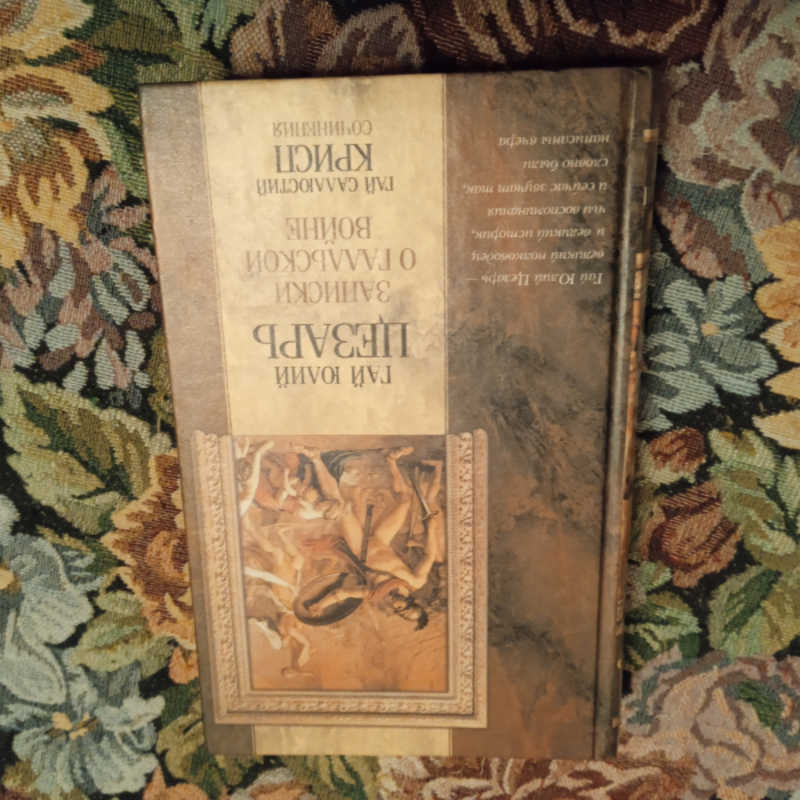 ГАЙ ЮЛИЙ
ЦЕЗАРЬ
ЗАПИСКИ
О ГАЛЛЬСКОЙ
ВОЙНЕ
ГАЙ САЛЛЮСТИЙ
КРИСП
СОЧИНЕНИЯ
Гай Юлий Цезарь —
великий полководец
и великий историк,
чьи воспоминания
и сейчас звучат так,
словно были
написаны вчера